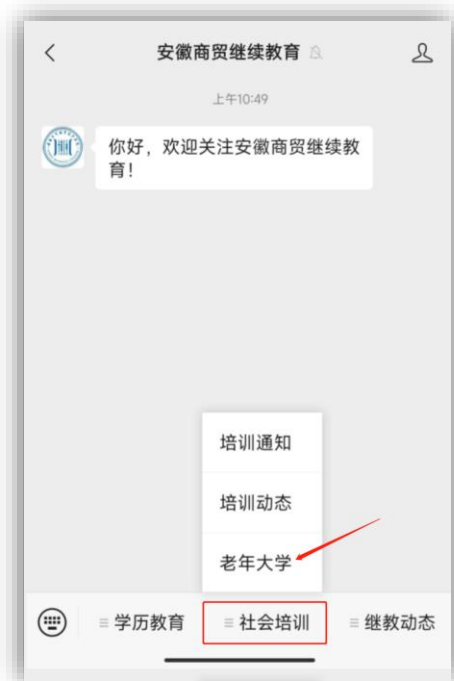 安徽商贸继续教育
上午10:49
你好，欢迎关注安徽商贸继续教
育！
培训通知
培训动态
老年大学
学历教育
社会培训
继教动态